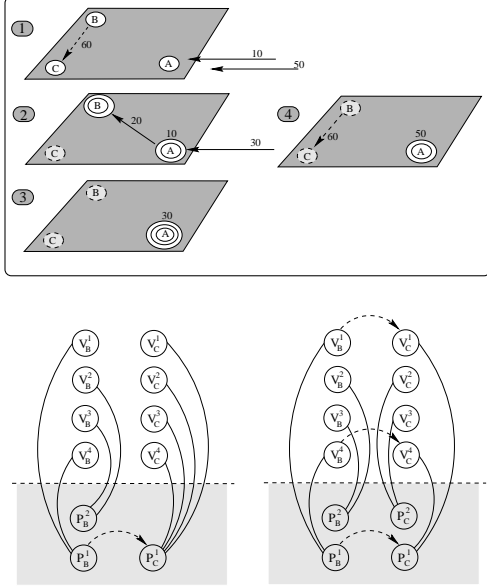 1
B
60
C
A
10
50
2
B
20
10
A
C
30
4
B
60
C
50
A
3
B
C
30
A
V_B^1 V_C^1 V_B^1 V_C^1
V_B^2 V_C^2 V_B^2 V_C^2
V_B^3 V_C^3 V_B^3 V_C^3
V_B^4 V_C^4 V_B^4 V_C^4
P_B^2 P_B^2 P_C^2
P_B^1 P_C^1 P_B^1 P_C^1